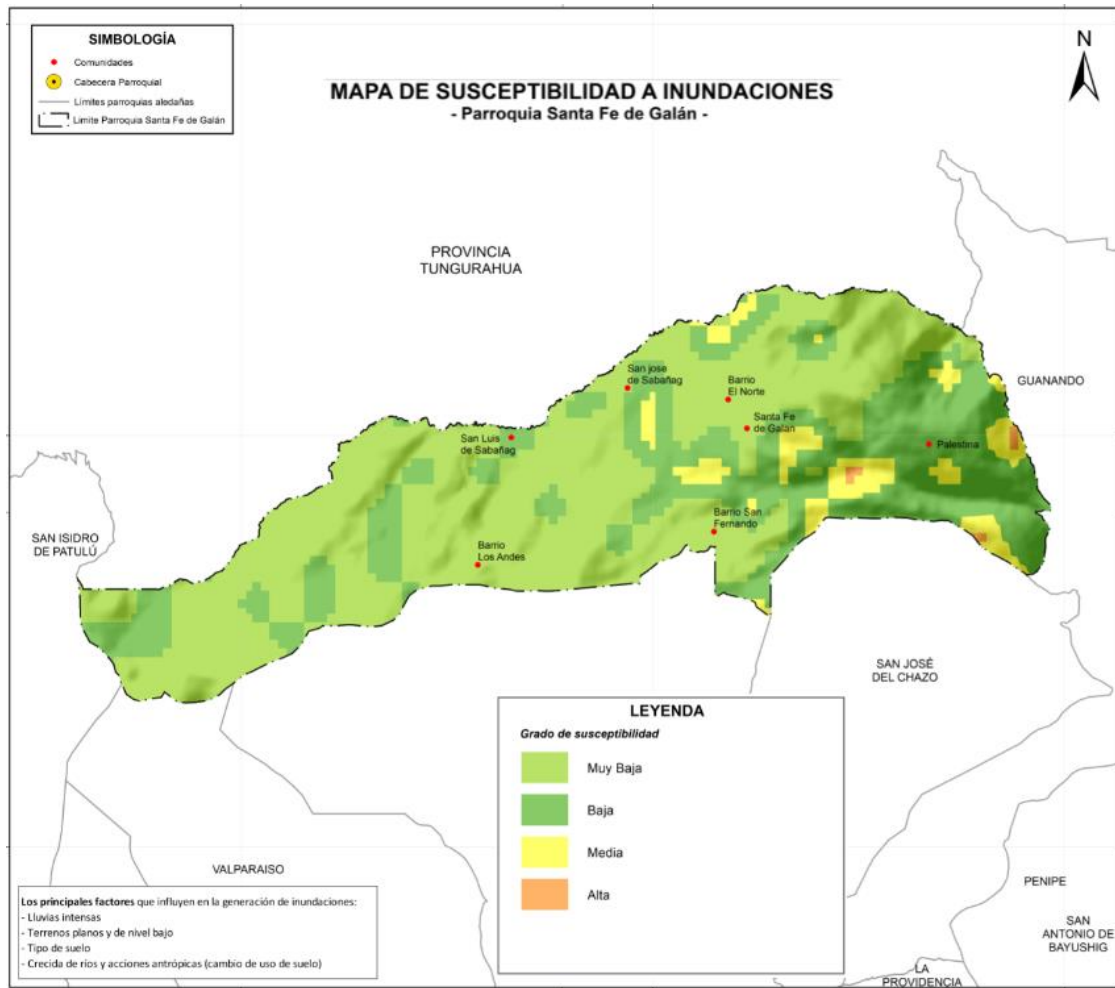 SIMBOLOGÍA
Comunidades
Cabecera Parroquial
Limites parroquias aledañas
Limite Parroquia Santa Fe de Galán
MAPA DE SUSCEPTIBILIDAD A INUNDACIONES
- Parroquia Santa Fe de Galán -
N
PROVINCIA
TUNGURAHUA
GUANANDO
San jose
de Sabañag
Barrio
El Norte
Santa Fe
de Galán
San Luis
de Sabañag
Palestina
Barrio San
Fernando
Barrio
Los Andes
SAN ISIDRO
DE PATULÚ
SAN JOSÉ
DEL CHAZO
LEYENDA
Grado de susceptibilidad
Muy Baja
Baja
Media
Alta
VALPARAISO
PENIPE
SAN
ANTONIO DE
BAYUSHIG
LA
PROVIDENCIA
Los principales factores que influyen en la generación de inundaciones:
- Lluvias intensas
- Terrenos planos y de nivel bajo
- Tipo de suelo
- Crecida de ríos y acciones antrópicas (cambio de uso de suelo)